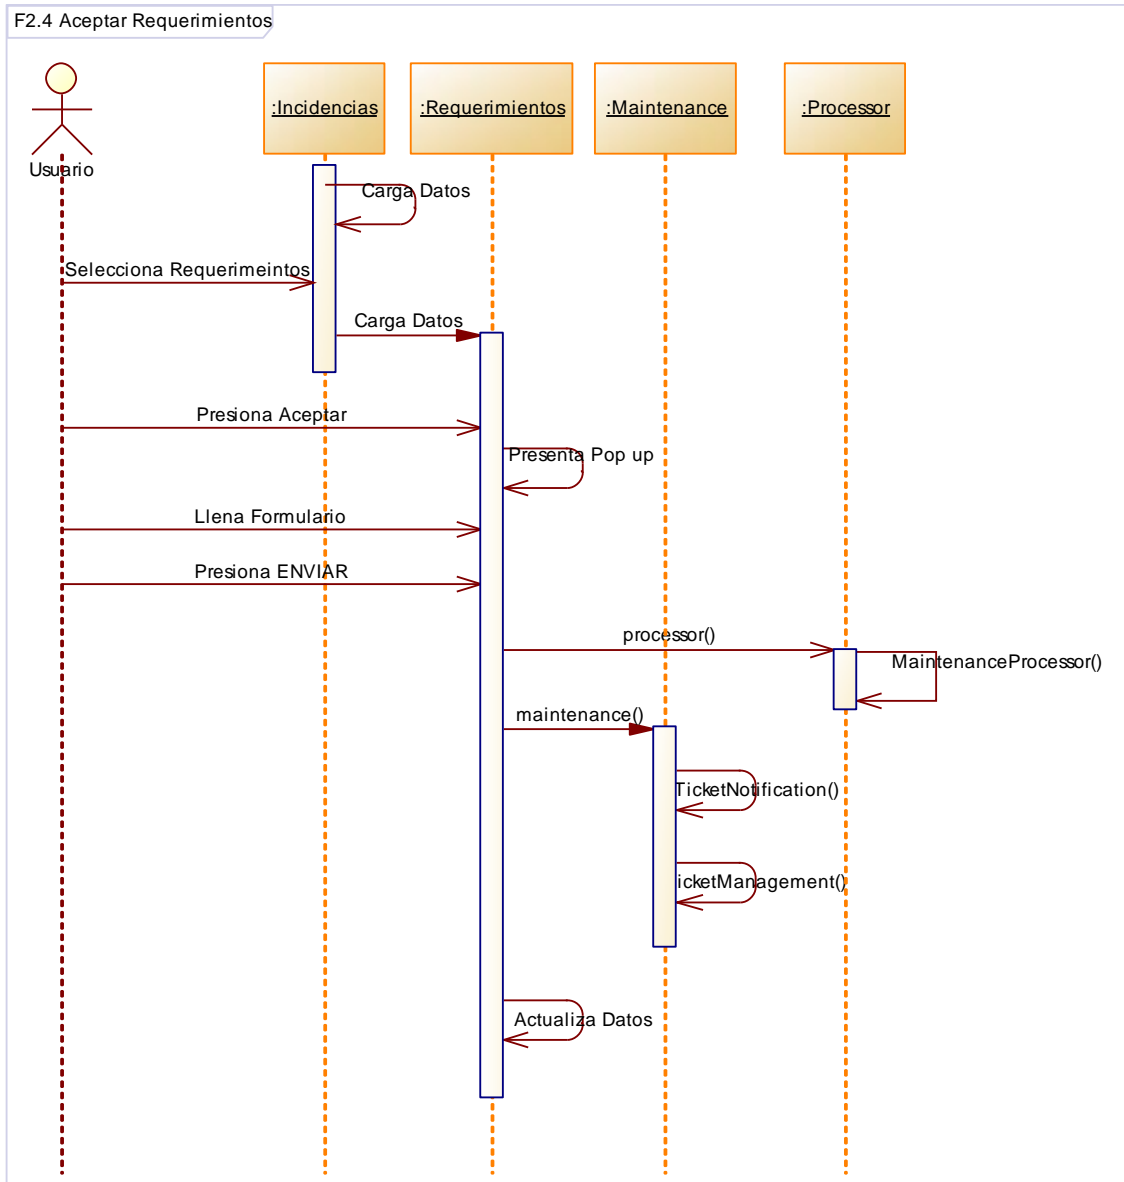 F2.4 Aceptar Requerimientos
:Incidencias
:Requerimientos
:Maintenance
:Processor
Usuario
Carga Datos
Selecciona Requerimeintos
Carga Datos
Presiona Aceptar
Presenta Pop up
Llena Formulario
Presiona ENVIAR
processor()
MaintenanceProcessor()
maintenance()
TicketNotification()
icketManagement()
Actualiza Datos